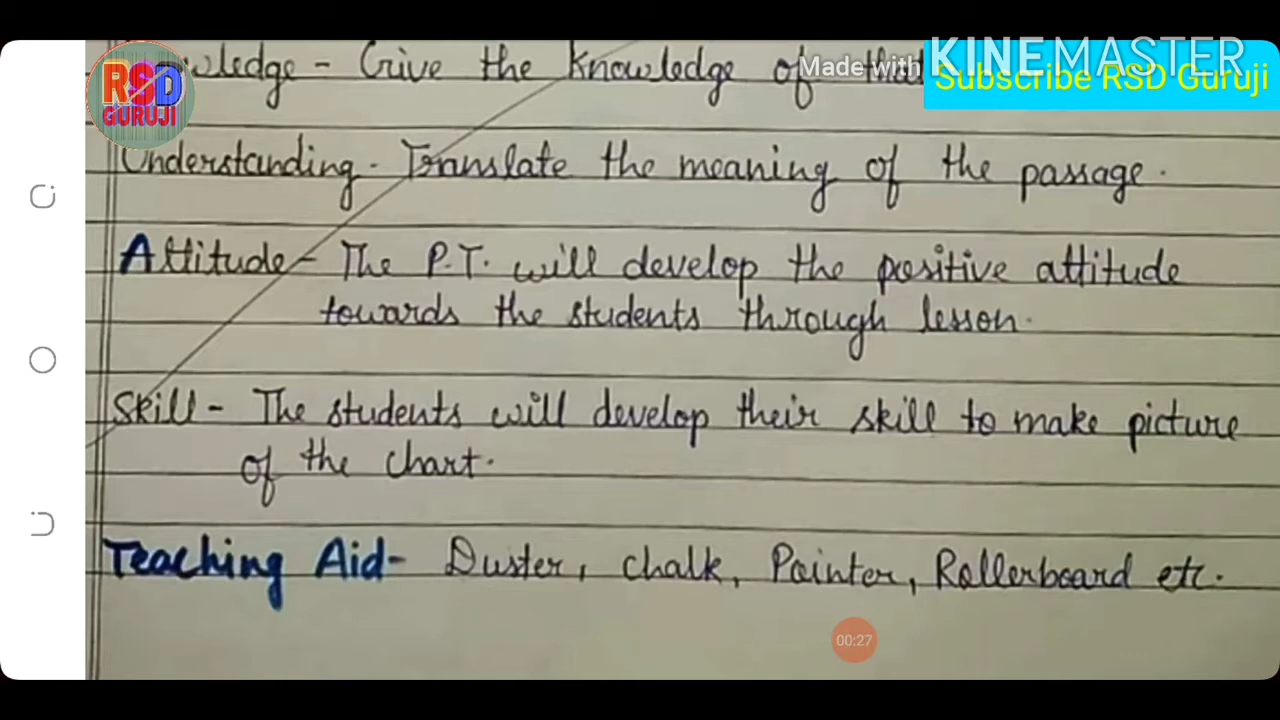 Knowledge - Give the knowledge of that
Understanding - Translate the meaning of the passage.
Attitude - The P.T. will develop the positive attitude
towards the students through lesson.
Skill - The students will develop their skill to make picture
of the chart.
Teaching Aid - Duster, chalk, Pointer, Rollerboard etc.
RSD
GURUJI
Made with KINEMASTER
Subscribe RSD Guruji
00:27